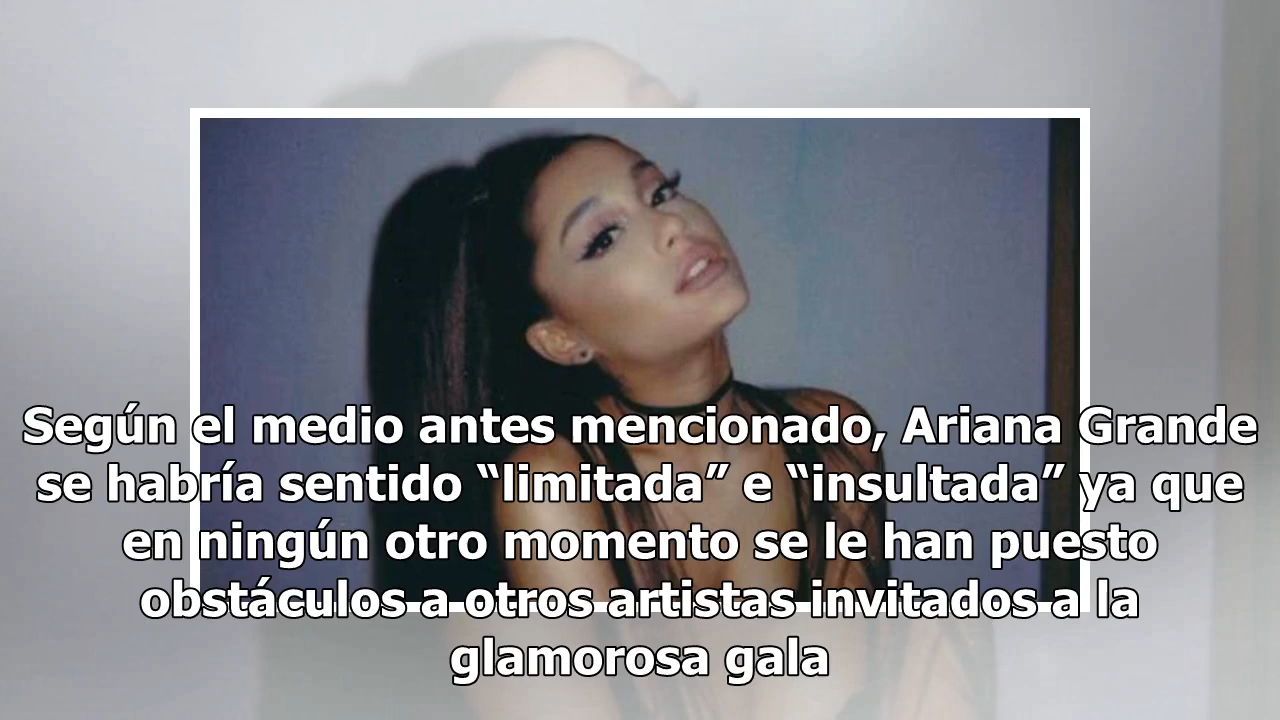 Según el medio antes mencionado, Ariana Grande
se habría sentido “limitada” e “insultada” ya que
en ningún otro momento se le han puesto
obstáculos a otros artistas invitados a la
glamorosa gala